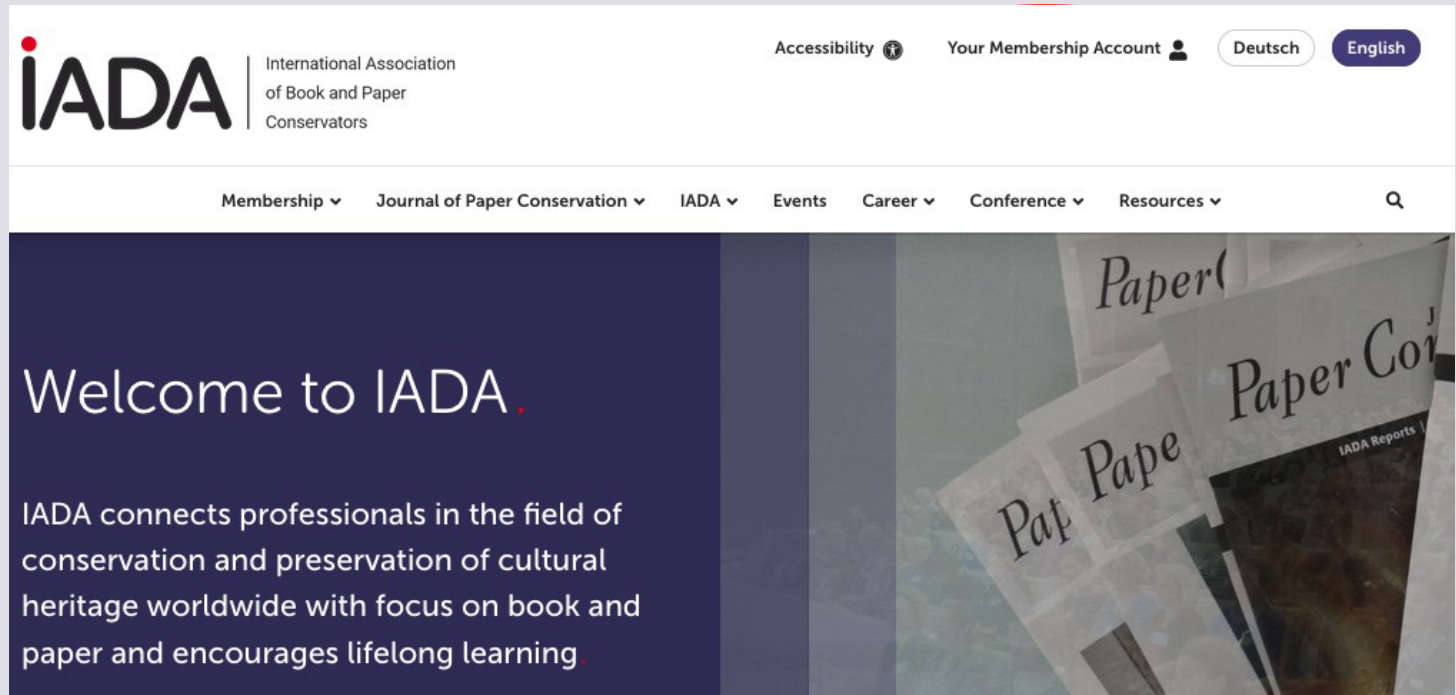 Accessibility
Your Membership Account
Deutsch
English
iADA
International Association
of Book and Paper
Conservators
Membership
Journal of Paper Conservation
IADA
Events
Career
Conference
Resources
Welcome to IADA.
IADA connects professionals in the field of
conservation and preservation of cultural
heritage worldwide with focus on book and
paper and encourages lifelong learning.
Paper
Paper Cor
IADA Reports
Pape
Pap